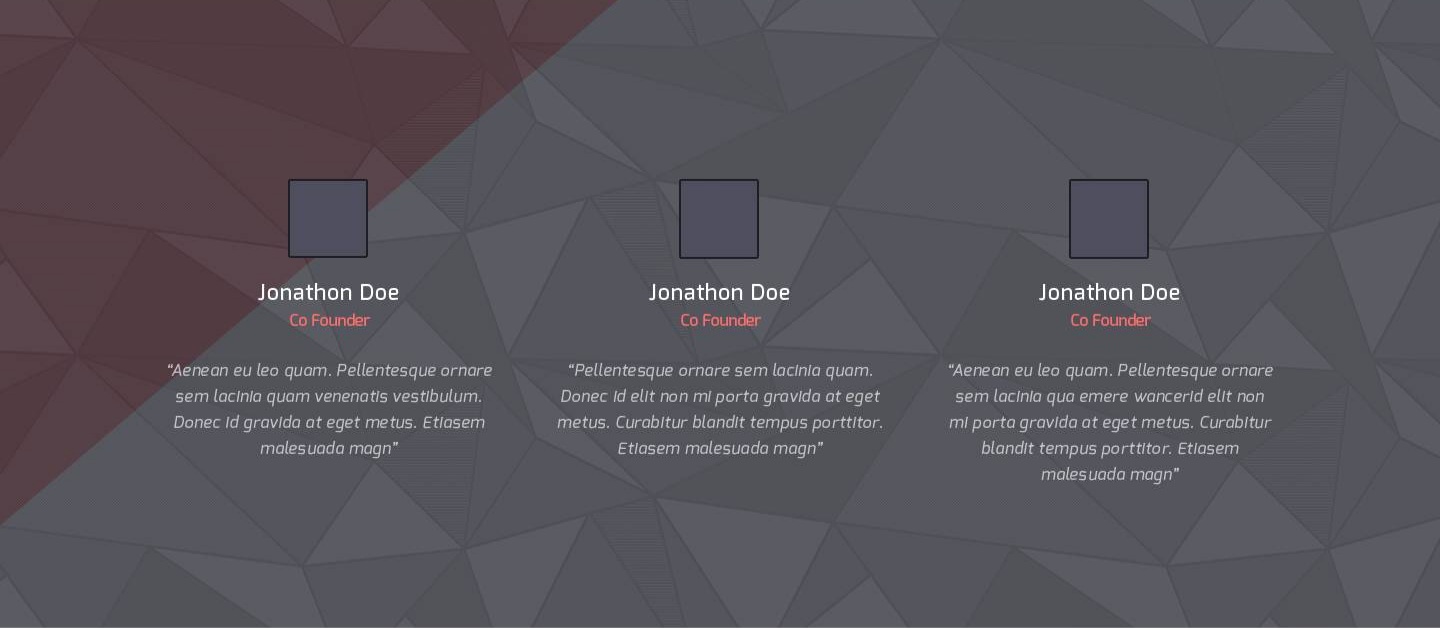 Jonathon Doe
Co Founder
“Aenean eu leo quam. Pellentesque ornare
sem lacinia quam venenatis vestibulum.
Donec id gravida at eget metus. Etiasem
malesuada magn”
Jonathon Doe
Co Founder
“Pellentesque ornare sem lacinia quam.
Donec id elit non mi porta gravida at eget
metus. Curabitur blandit tempus porttitor.
Etiasem malesuada magn”
Jonathon Doe
Co Founder
“Aenean eu leo quam. Pellentesque ornare
sem lacinia qua emere wancerid elit non
mi porta gravida at eget metus. Curabitur
blandit tempus porttitor. Etiasem
malesuada magn”